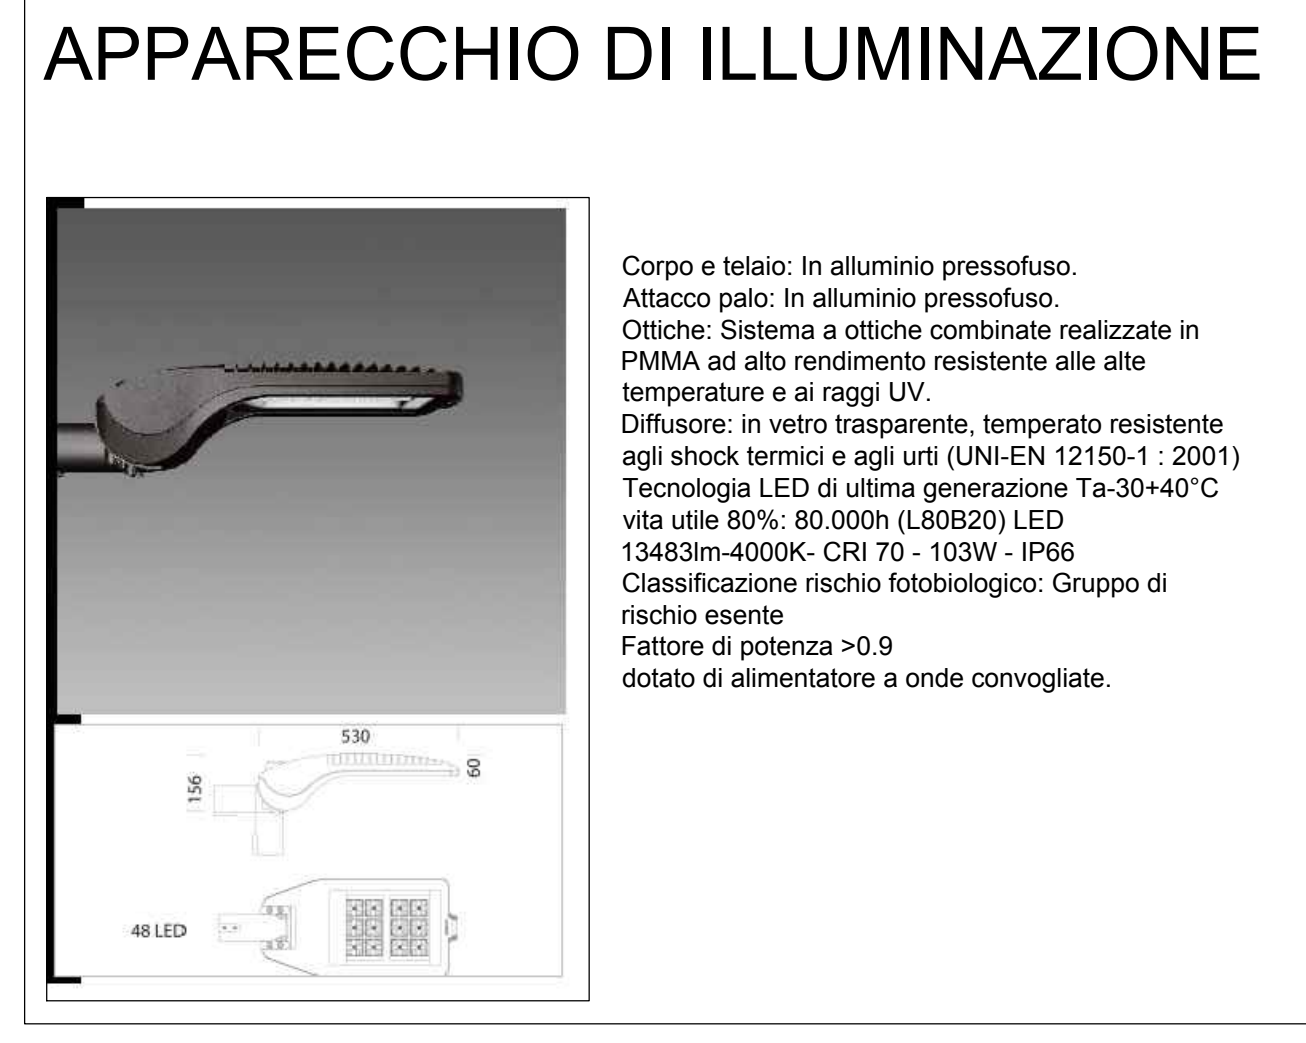 APPARECCHIO DI ILLUMINAZIONE
Corpo e telaio: In alluminio pressofuso.
Attacco palo: In alluminio pressofuso.
Ottiche: Sistema a ottiche combinate realizzate in
PMMA ad alto rendimento resistente alle alte
temperature e ai raggi UV.
Diffusore: in vetro trasparente, temperato resistente
agli shock termici e agli urti (UNI-EN 12150-1 : 2001)
Tecnologia LED di ultima generazione Ta-30+40°C
vita utile 80%: 80.000h (L80B20) LED
13483lm-4000K- CRI 70 - 103W - IP66
Classificazione rischio fotobiologico: Gruppo di
rischio esente
Fattore di potenza >0.9
dotato di alimentatore a onde convogliate.
530
60
156
48 LED